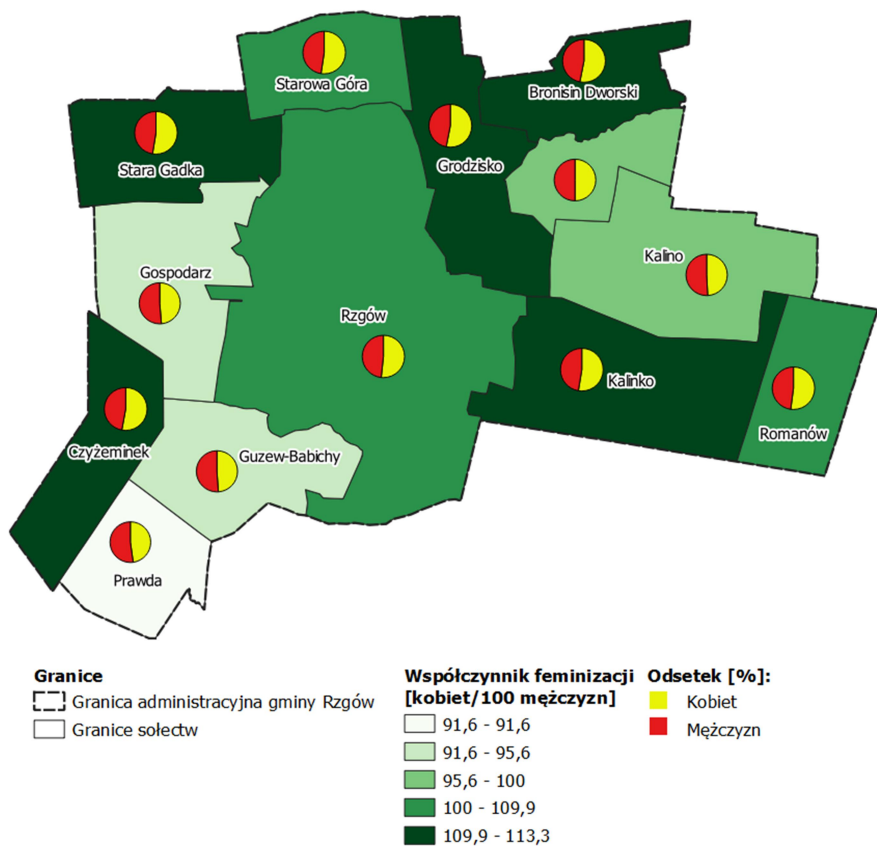 Starowa Góra
Bronisin Dworski
Stara Gadka
Grodzisko
Kalino
Gospodarz
Rzgów
Kalinko
Romanów
Czyżeminek
Guzew-Babichy
Prawda
Granice
Granica administracyjna gminy Rzgów
Granice sołectw
Współczynnik feminizacji
[kobiet/100 mężczyzn]
91,6 - 91,6
91,6 - 95,6
95,6 - 100
100 - 109,9
109,9 - 113,3
Odsetek [%]:
Kobiet
Mężczyzn